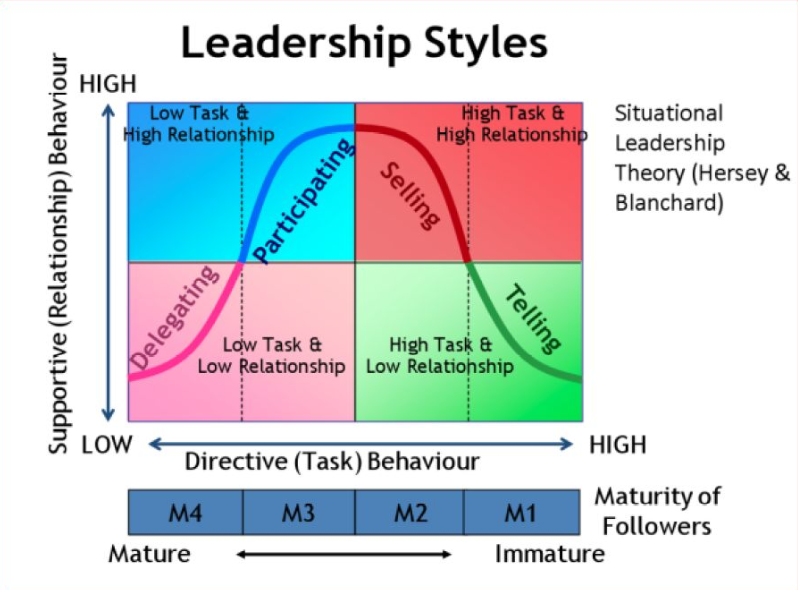 Leadership Styles
HIGH
Supportive (Relationship) Behaviour
Low Task &
High Relationship
High Task &
High Relationship
Situational
Leadership
Theory (Hersey &
Blanchard)
Participating
Selling
Delegating
Telling
Low Task &
Low Relationship
High Task &
Low Relationship
LOW
HIGH
Directive (Task) Behaviour
M4
M3
M2
M1
Maturity of
Followers
Mature
Immature